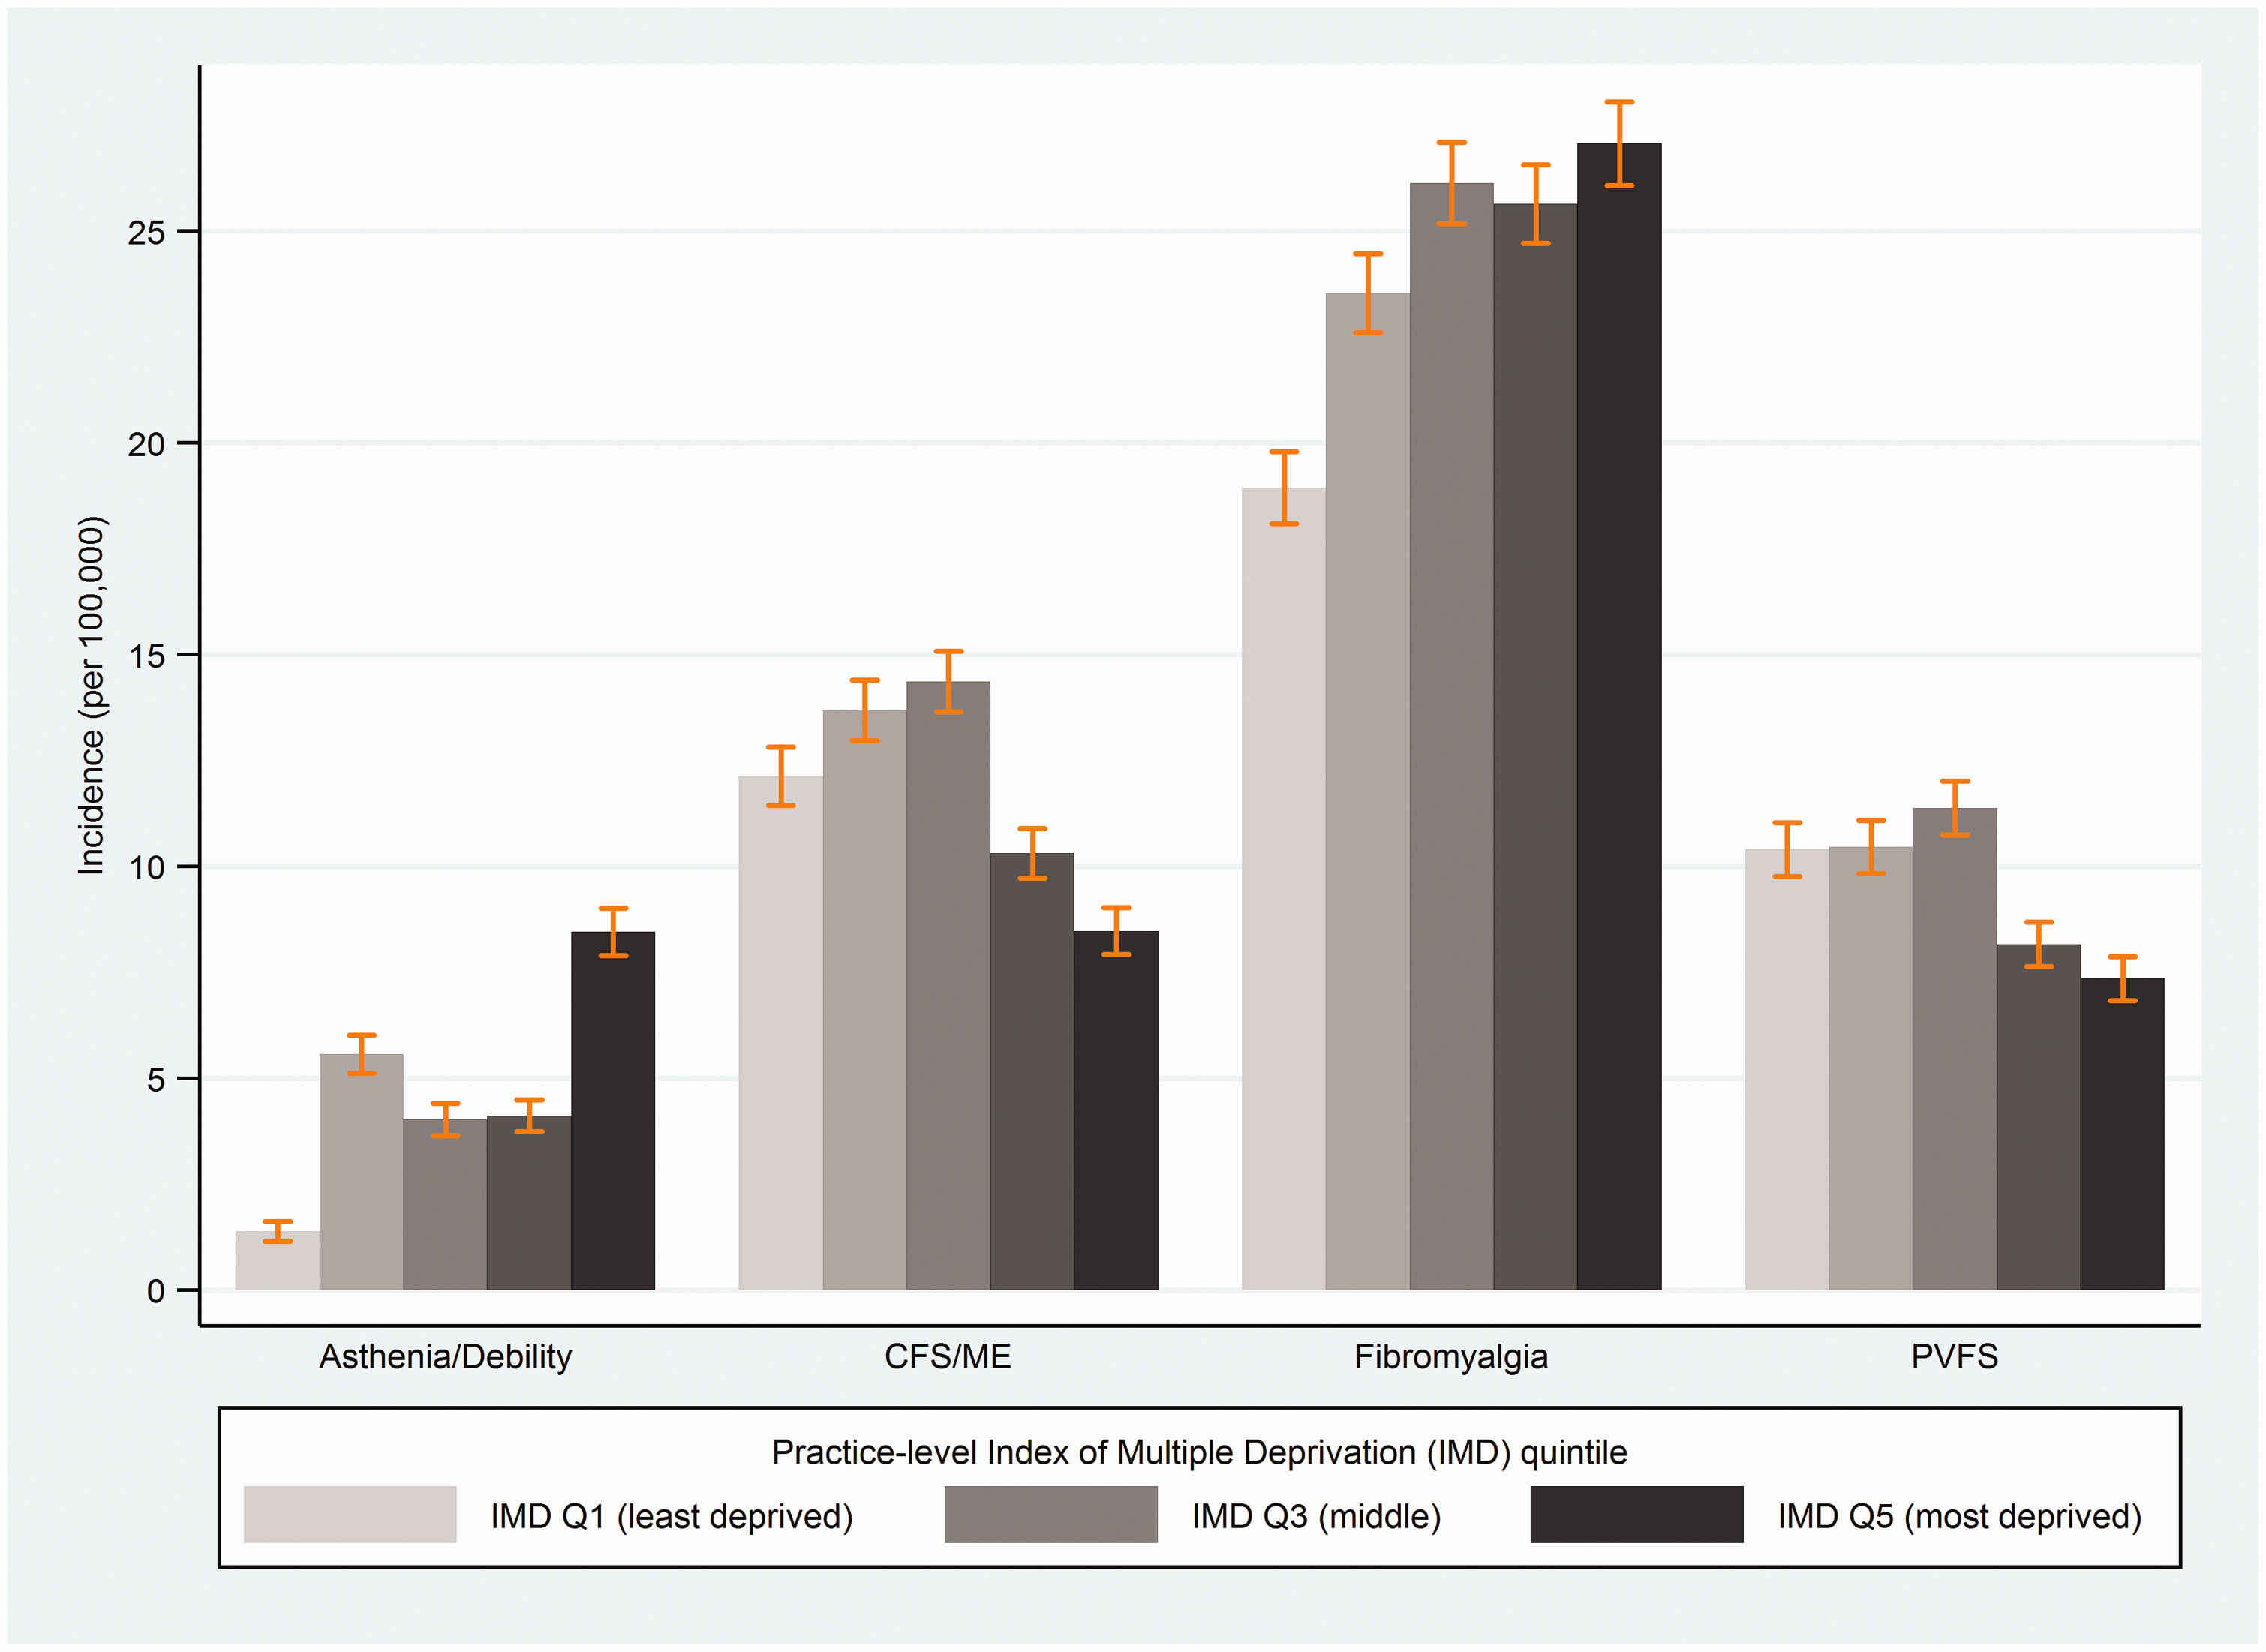 Incidence (per 100,000)
25
20
15
10
5
0
Asthenia/Debility
CFS/ME
Fibromyalgia
PVFS
Practice-level Index of Multiple Deprivation (IMD) quintile
IMD Q1 (least deprived)
IMD Q3 (middle)
IMD Q5 (most deprived)